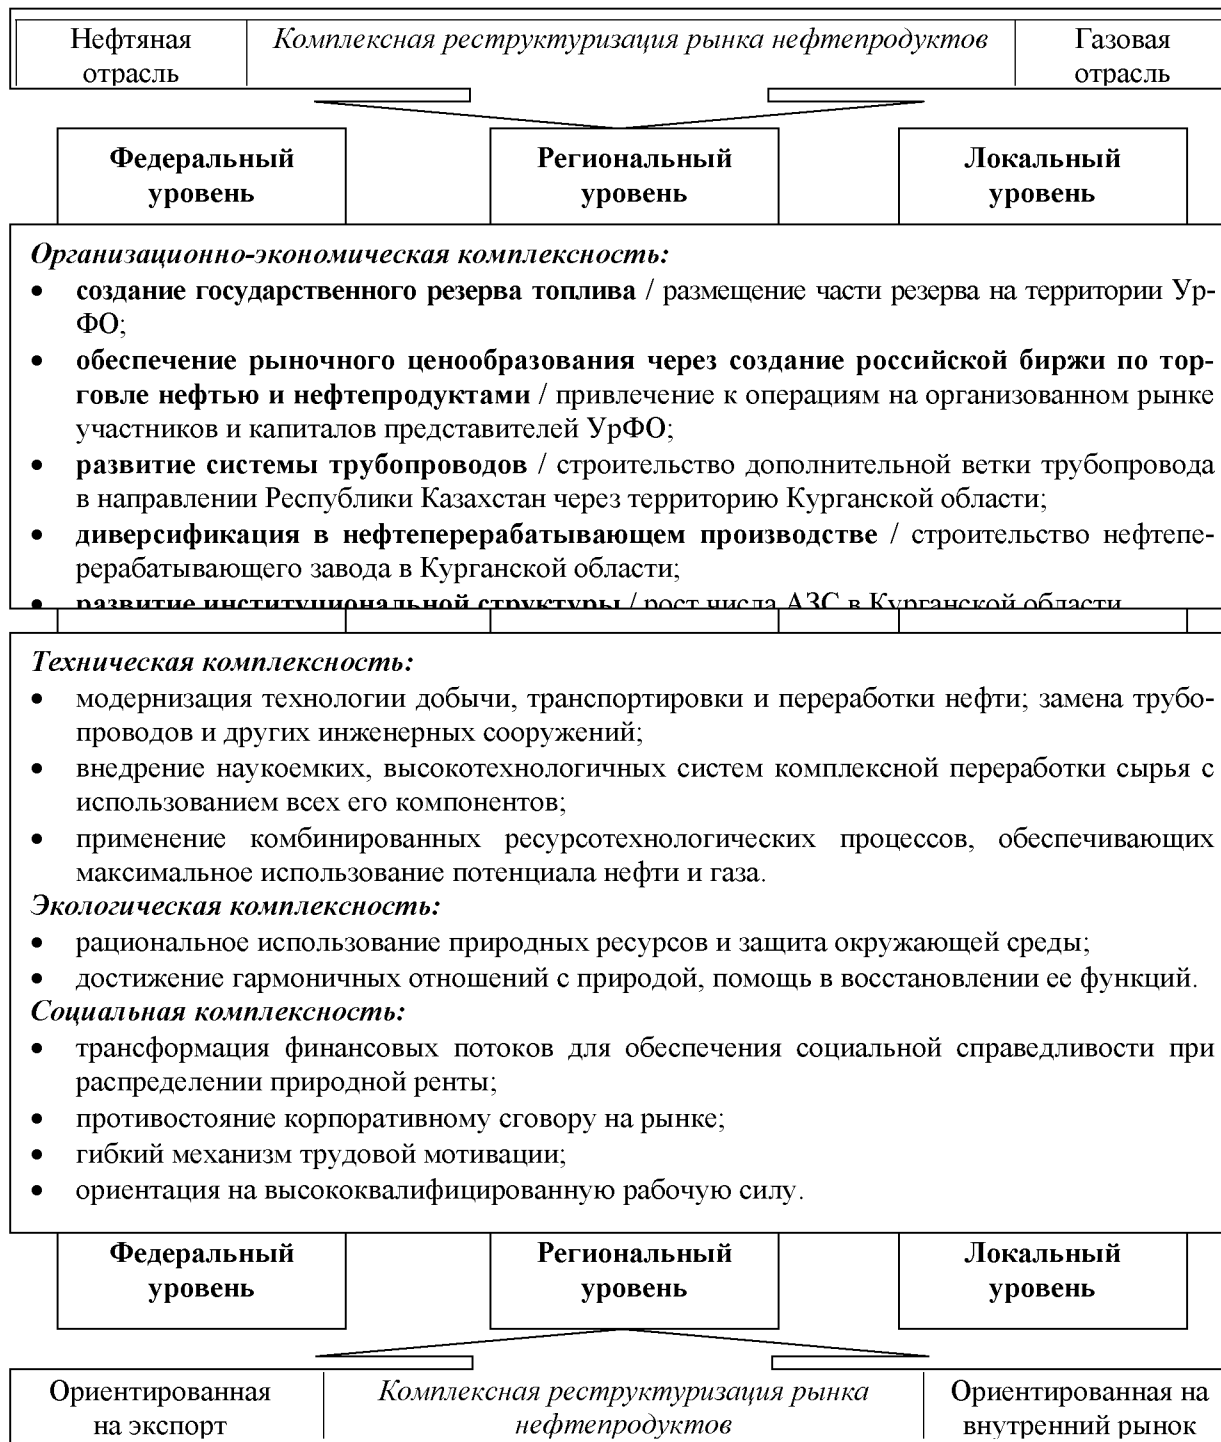 Нефтяная Комплексная реструктуризация рынка нефтепродуктов Газовая
отрасль отрасль
Федеральный Региональный Локальный
уровень уровень уровень
Организационно-экономическая комплексность:
• создание государственного резерва топлива / размещение части резерва на территории Ур-
ФО;
• обеспечение рыночного ценообразования через создание российской биржи по тор-
говле нефтью и нефтепродуктами / привлечение к операциям на организованном рынке
участников и капиталов представителей УрФО;
• развитие системы трубопроводов / строительство дополнительной ветки трубопровода
в направлении Республики Казахстан через территорию Курганской области;
• диверсификация в нефтеперерабатывающем производстве / строительство нефтепе-
рерабатывающего завода в Курганской области;
• развитие институциональной структуры / рост числа АЗС в Курганской области
Техническая комплексность:
• модернизация технологии добычи, транспортировки и переработки нефти; замена трубо-
проводов и других инженерных сооружений;
• внедрение наукоемких, высокотехнологичных систем комплексной переработки сырья с
использованием всех его компонентов;
• применение комбинированных ресурсотехнологических процессов, обеспечивающих
максимальное использование потенциала нефти и газа.
Экологическая комплексность:
• рациональное использование природных ресурсов и защита окружающей среды;
• достижение гармоничных отношений с природой, помощь в восстановлении ее функций.
Социальная комплексность:
• трансформация финансовых потоков для обеспечения социальной справедливости при
распределении природной ренты;
• противостояние корпоративному сговору на рынке;
• гибкий механизм трудовой мотивации;
• ориентация на высококвалифицированную рабочую силу.
Федеральный Региональный Локальный
уровень уровень уровень
Ориентированная Комплексная реструктуризация рынка Ориентированная на
на экспорт нефтепродуктов внутренний рынок